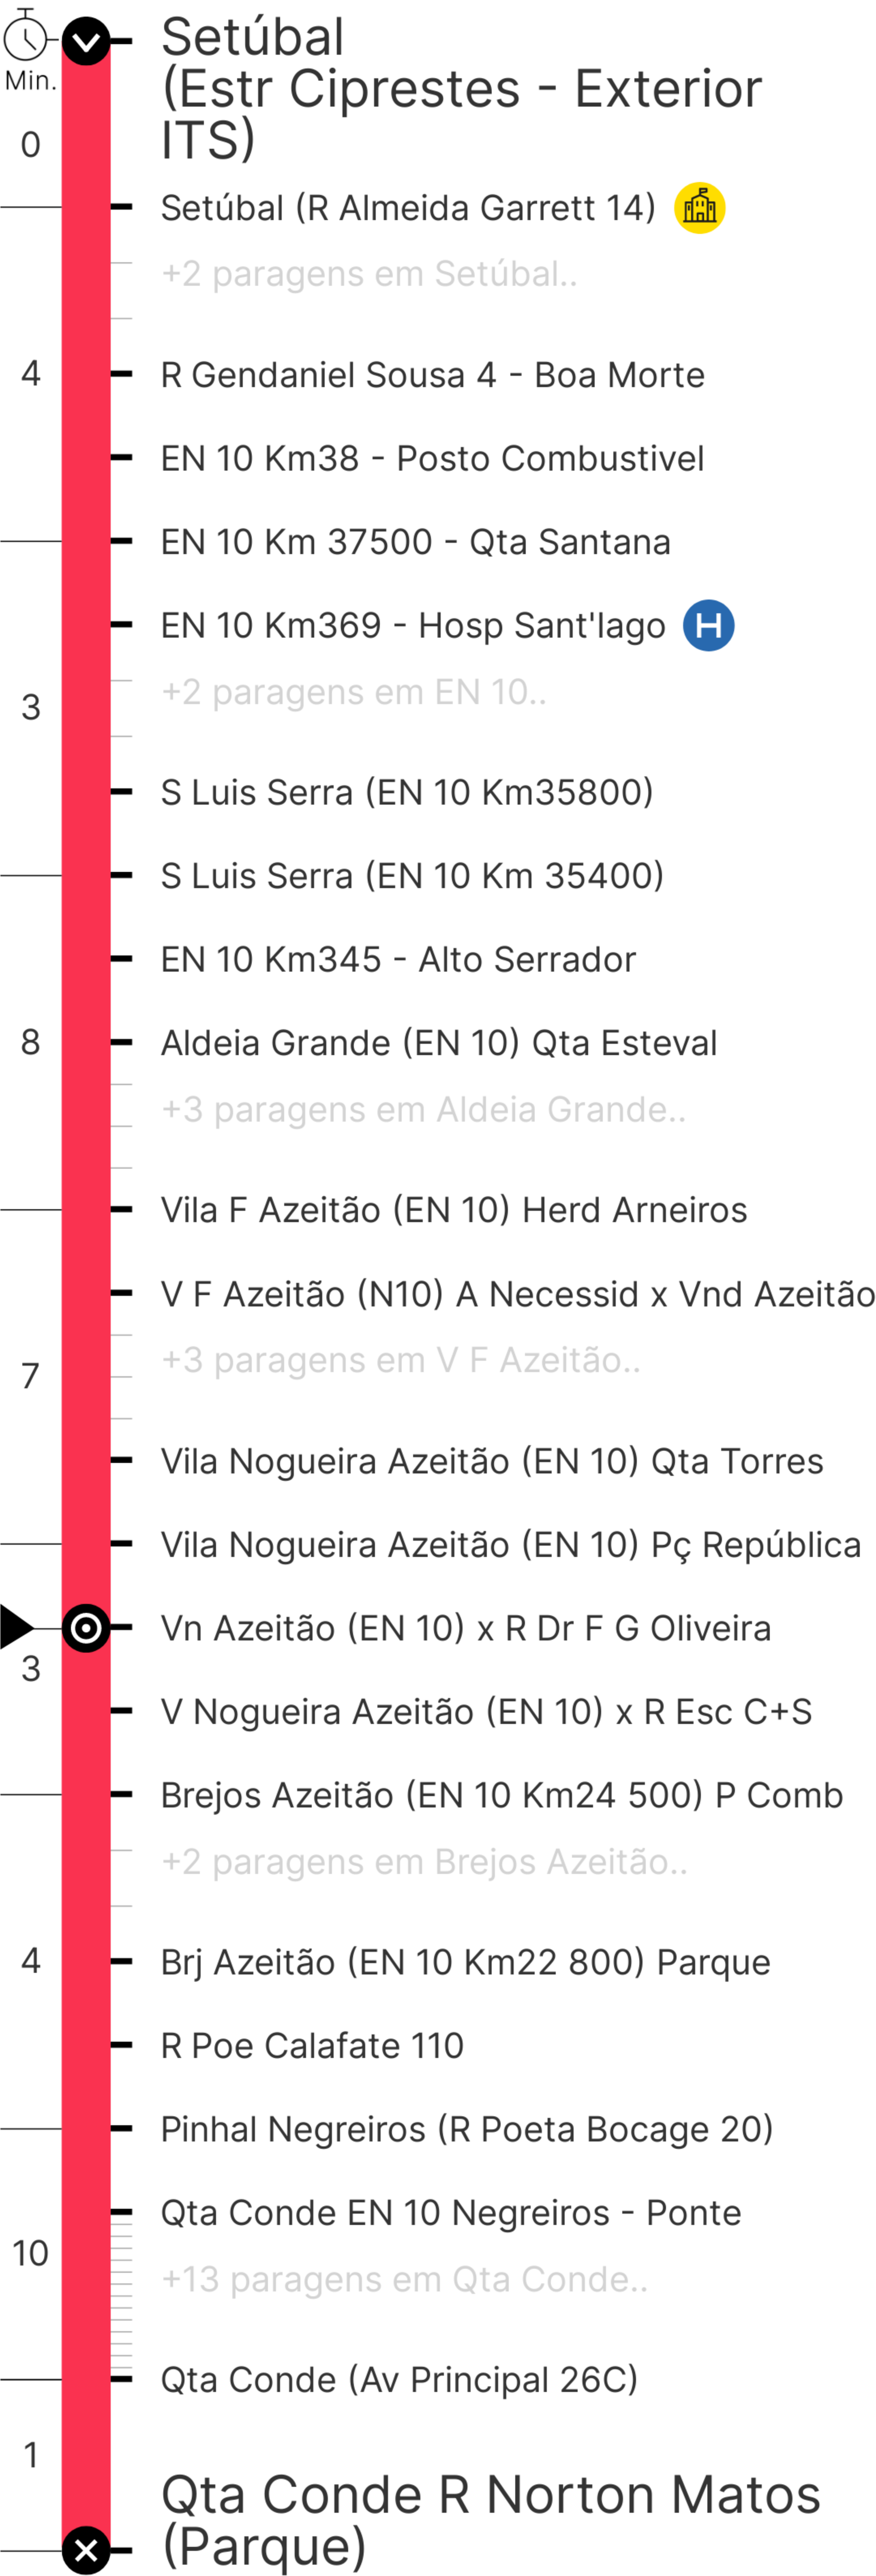 Setúbal
(Estr Ciprestes - Exterior
ITS)
Min.
0
Setúbal (R Almeida Garrett 14)
+2 paragens em Setúbal..
4
R Gendaniel Sousa 4 - Boa Morte
EN 10 Km38 - Posto Combustivel
EN 10 Km 37500 - Qta Santana
EN 10 Km369 - Hosp Sant'Iago H
+2 paragens em EN 10..
3
S Luis Serra (EN 10 Km35800)
S Luis Serra (EN 10 Km 35400)
EN 10 Km345 - Alto Serrador
8
Aldeia Grande (EN 10) Qta Esteval
+3 paragens em Aldeia Grande..
Vila F Azeitão (EN 10) Herd Arneiros
V F Azeitão (N10) A Necessid x Vnd Azeitão
+3 paragens em V F Azeitão..
7
Vila Nogueira Azeitão (EN 10) Qta Torres
Vila Nogueira Azeitão (EN 10) Pç República
Vn Azeitão (EN 10) x R Dr F G Oliveira
3
V Nogueira Azeitão (EN 10) x R Esc C+S
Brejos Azeitão (EN 10 Km24 500) P Comb
+2 paragens em Brejos Azeitão..
4
Brj Azeitão (EN 10 Km22 800) Parque
R Poe Calafate 110
Pinhal Negreiros (R Poeta Bocage 20)
Qta Conde EN 10 Negreiros - Ponte
10
+13 paragens em Qta Conde..
Qta Conde (Av Principal 26C)
1
Qta Conde R Norton Matos
(Parque)